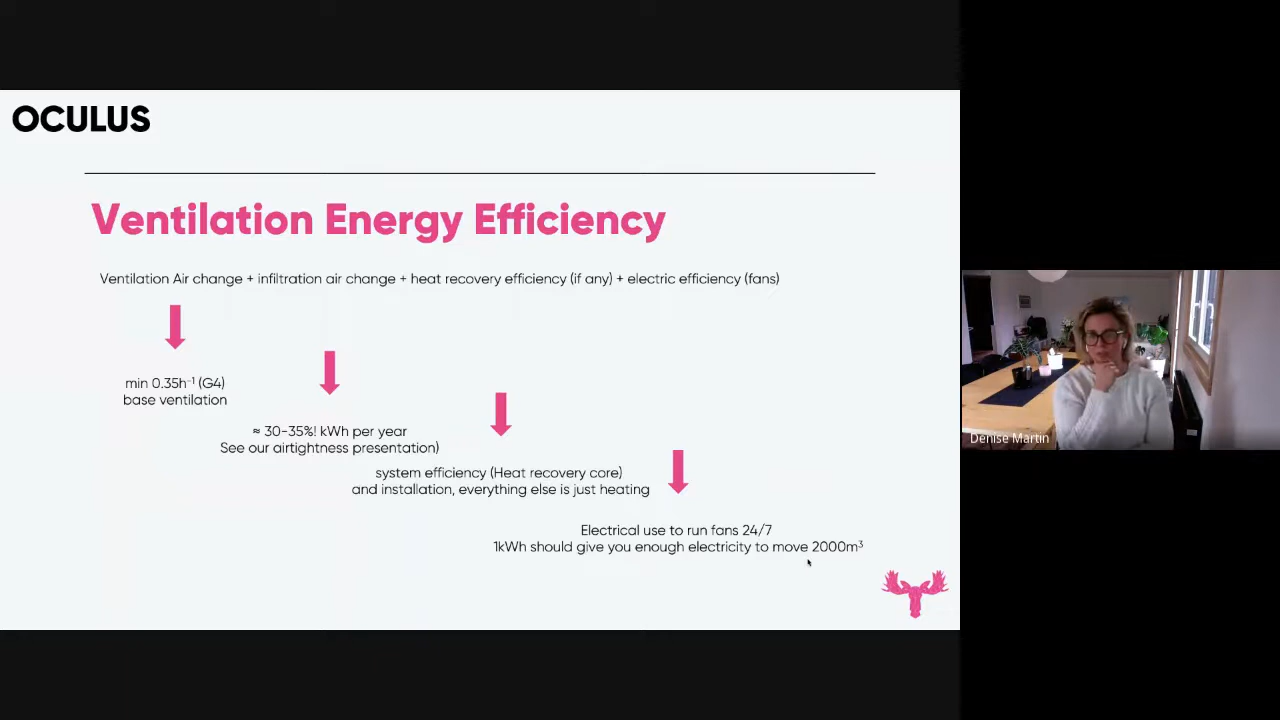 OCULUS
Ventilation Energy Efficiency
Ventilation Air change + infiltration air change + heat recovery efficiency (if any) + electric efficiency (fans)
min 0.35h⁻¹ (G4)
base ventilation
≈ 30-35%! kWh per year
See our airtightness presentation)
system efficiency (Heat recovery core)
and installation, everything else is just heating
Electrical use to run fans 24/7
1kWh should give you enough electricity to move 2000m³
Denise Martin